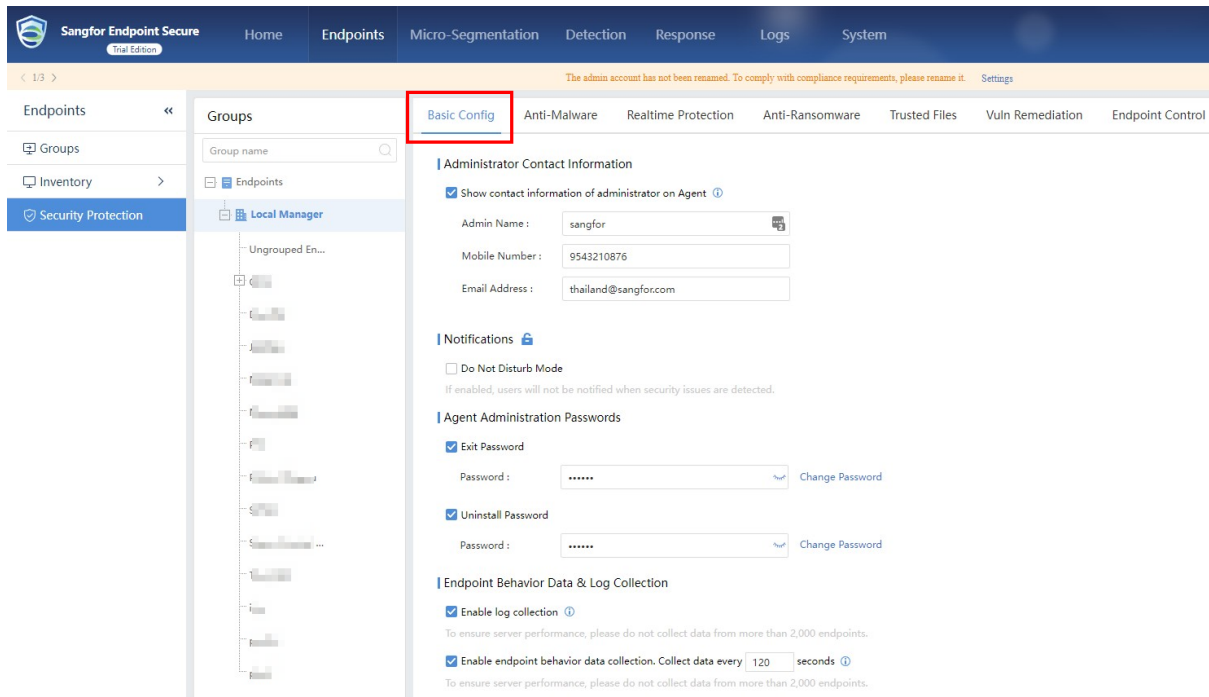 Sangfor Endpoint Secure
Trial Edition
Home Endpoints Micro-Segmentation Detection Response Logs System
< 1/3 >
The admin account has not been renamed. To comply with compliance requirements, please rename it. Settings
Endpoints «
Groups
Inventory >
Security Protection
Groups
Group name
Endpoints
Local Manager
Ungrouped En...
Basic Config Anti-Malware Realtime Protection Anti-Ransomware Trusted Files Vuln Remediation Endpoint Control
Administrator Contact Information
Show contact information of administrator on Agent
Admin Name : sangfor
Mobile Number : 9543210876
Email Address : thailand@sangfor.com
Notifications
Do Not Disturb Mode
If enabled, users will not be notified when security issues are detected.
Agent Administration Passwords
Exit Password
Password : •••••• Change Password
Uninstall Password
Password : •••••• Change Password
Endpoint Behavior Data & Log Collection
Enable log collection
To ensure server performance, please do not collect data from more than 2,000 endpoints.
Enable endpoint behavior data collection. Collect data every 120 seconds
To ensure server performance, please do not collect data from more than 2,000 endpoints.